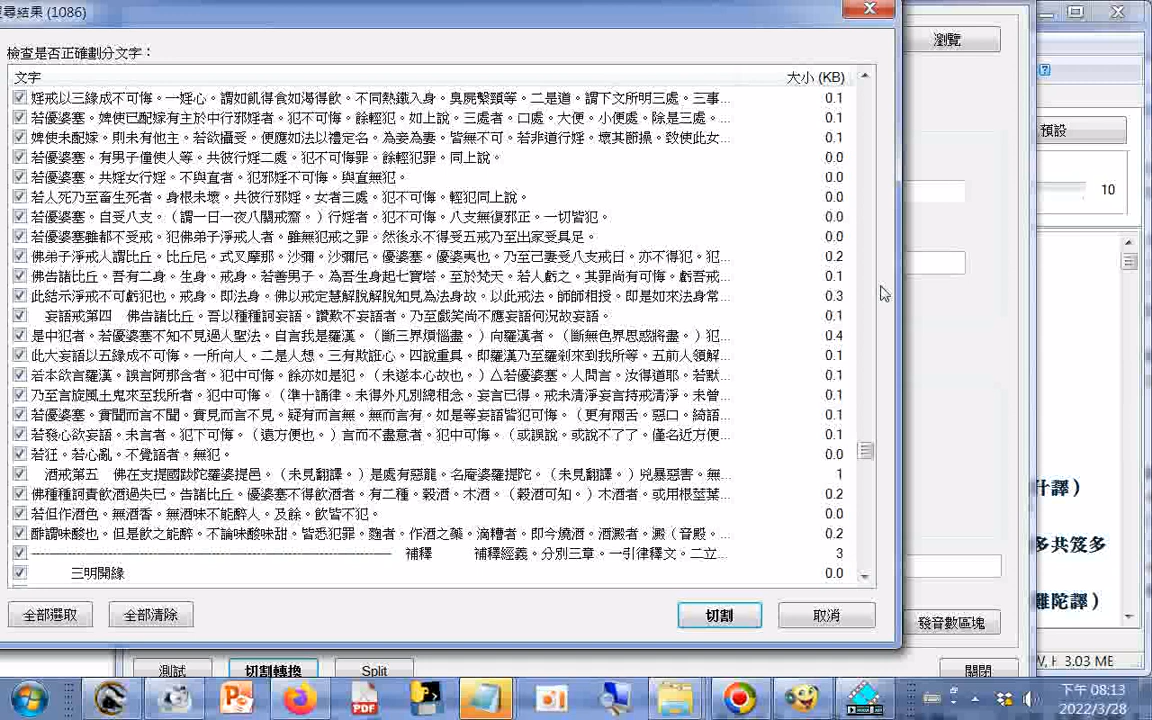 尋結果 (1086)
檢查是否正確劃分文字：
文字 大小 (KB)
婬戒以三緣成不可悔。一婬心。謂如飢得食如渴得飲。不同熱鐵入身。臭屍繫頸等。二是道。謂下文所明三處。三事... 0.1
若優婆塞。婢使已配嫁有主於中行邪婬者。犯不可悔。餘輕犯。如上說。三處者。口處。大便。小便處。除是三處... 0.1
婢使未配嫁。則未有他主。若欲攝受。便應如法以禮定名。為妾為妻。皆無不可。若非道行婬。壞其節操。致使此女... 0.1
若優婆塞。有男子僮使人等。共彼行婬二處。犯不可悔罪。餘輕犯罪。同上說。 0.0
若優婆塞。共婬女行婬。不與直者。犯邪婬不可悔。與直無犯。 0.0
若人死乃至畜生死者。身根未壞。共彼行邪婬。女者三處。犯不可悔。輕犯同上說。 0.0
若優婆塞。自受八支。（謂一日一夜八關戒齋。）行婬者。犯不可悔。八支無復邪正。一切皆犯。 0.0
若優婆塞雖都不受戒。犯佛弟子淨戒人者。雖無犯戒之罪。然後永不得受五戒乃至出家受具足。 0.0
佛弟子淨戒人謂比丘。比丘尼。式叉摩那。沙彌。沙彌尼。優婆塞。優婆夷也。乃至己妻受八支戒日。亦不得犯。犯... 0.2
佛告諸比丘。吾有二身。生身。戒身。若善男子。為吾生身起七寶塔。至於梵天。若人虧之。其罪尚有可悔。虧吾戒... 0.1
此結示淨戒不可虧犯也。戒身。即法身。佛以戒定慧解脫解脫知見為法身故。以此戒法。師師相授。即是如來法身常... 0.3
妄語戒第四　佛告諸比丘。吾以種種訶妄語。讚歎不妄語者。乃至戲笑尚不應妄語何況故妄語。 0.1
是中犯者。若優婆塞不知不見過人聖法。自言我是羅漢。（斷三界煩惱盡。）向羅漢者。（斷無色界思惑將盡。）犯... 0.4
此大妄語以五緣成不可悔。一所向人。二是人想。三有欺誑心。四說重具。即羅漢乃至羅剎來到我所等。五前人領解... 0.1
若本欲言羅漢。誤言阿那含者。犯中可悔。餘亦如是犯。（未遂本心故也。）△若優婆塞。人問言。汝得道耶。若默... 0.1
乃至言旋風土鬼來至我所者。犯中可悔。（準十誦律。未得外凡別總相念。妄言已得。戒未清淨妄言持戒清淨。未曾... 0.1
若優婆塞。實聞而言不聞。實見而言不見。疑有而言無。無而言有。如是等妄語皆犯可悔。（更有兩舌。惡口。綺語... 0.1
若發心欲妄語。未言者。犯下可悔。（遠方便也。）言而不盡意者。犯中可悔。（或誤說。或說不了了。僅名近方便... 0.1
若狂。若心亂。不覺語者。無犯。 0.0
酒戒第五　佛在支提國跋陀羅婆提邑。（未見翻譯。）是處有惡龍。名庵婆羅提陀。（未見翻譯。）兇暴惡害。無... 1
佛種種訶責飲酒過失已。告諸比丘。優婆塞不得飲酒者。有二種。穀酒。木酒。（穀酒可知。）木酒者。或用根莖葉... 0.2
若但作酒色。無酒香。無酒味不能醉人。及餘。飲皆不犯。 0.0
酢謂味酸也。但是飲之能醉。不論味酸味甜。皆悉犯罪。麴者。作酒之藥。滴糟者。即今燒酒。酒澱者。澱（音殿。... 0.2
------------------------------------------------------------ 補釋　　補釋經義。分別三章。一引律釋文。二立... 3
三明開緣 0.0
全部選取 全部清除 切割 取消
瀏覽
預設
10
什譯）
多共笈多
難陀譯）
發音數區塊
測試 切割轉換 Split 關閉
3.03 ME
下午 08:13
2022/3/28